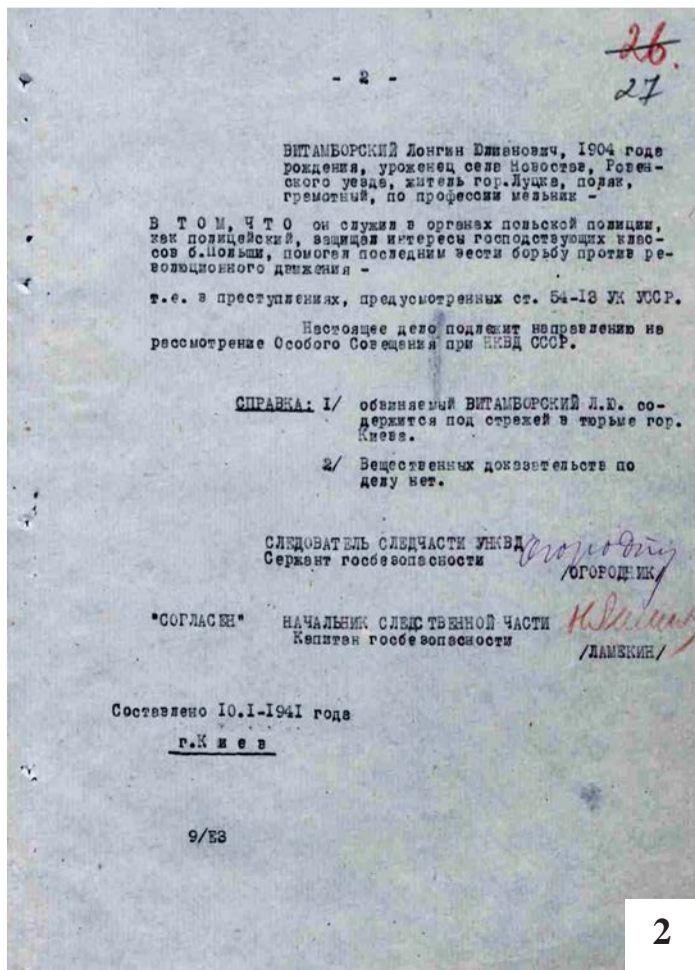 26.
- 2 -
27
ВИТАМБОРСКИЙ Лонгин Юлианович, 1904 года
рождения, уроженец села Новостав, Ровен-
ского уезда, житель гор.Луцка, поляк,
грамотный, по профессии мельник -
В ТОМ, ЧТО он служил в органах польской полиции,
как полицейский, защищал интересы господствующих клас-
сов б.Польши, помогая последним вести борьбу против ре-
волюционного движения -
т.е. в преступлениях, предусмотренных ст. 54-13 УК УССР.
Настоящее дело подлежит направлению на
рассмотрение Особого Совещания при НКВД СССР.
СПРАВКА: I/ обвиняемый ВИТАМБОРСКИЙ Л.Ю. со-
держится под стражей в тюрьме гор.
Киева.
2/ Вещественных доказательств по
делу нет.
СЛЕДОВАТЕЛЬ СЛЕДЧАСТИ УНКВД
Сержант госбезопасности
/ОГОРОДНИК/
"СОГЛАСЕН" НАЧАЛЬНИК СЛЕДСТВЕННОЙ ЧАСТИ
Капитан госбезопасности
/ЛАМЕКИН/
Составлено 10.I-1941 года
г.Киев
9/ЕЗ
2